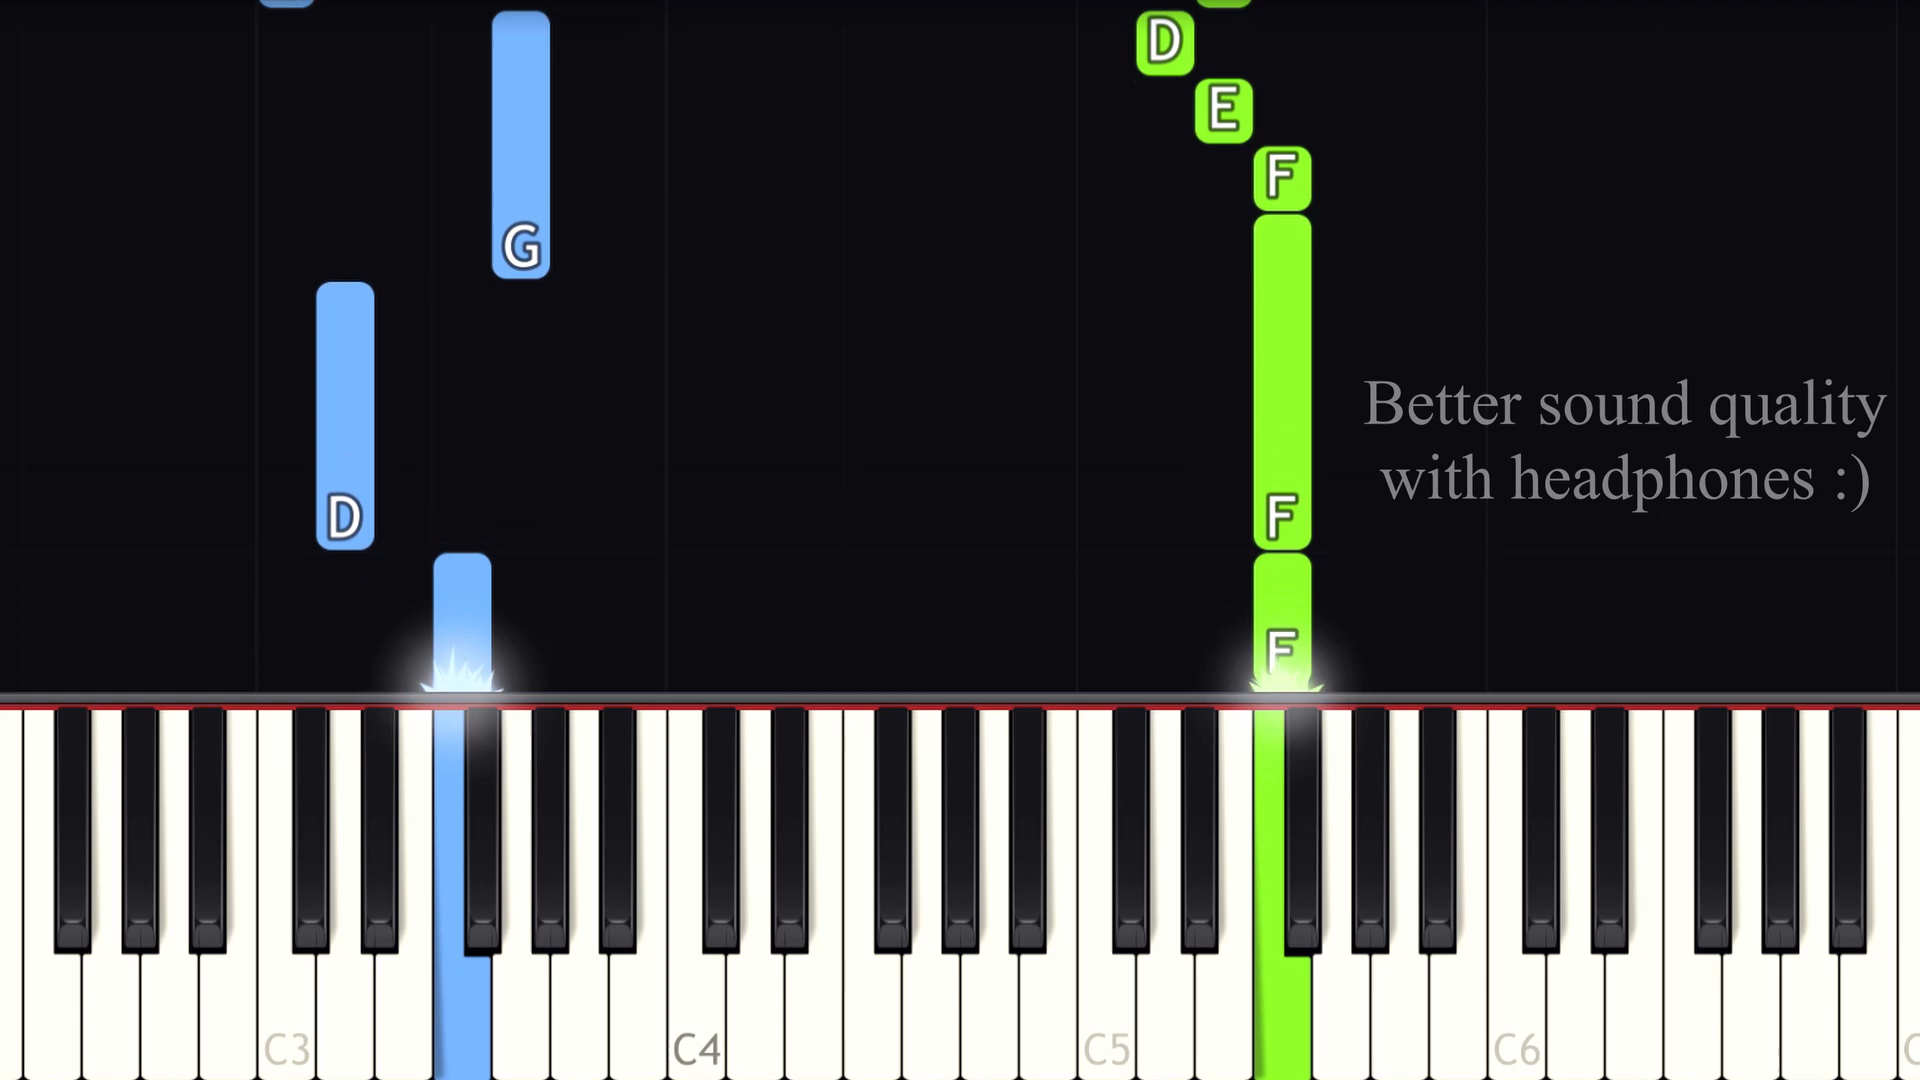 D
E
F
G
Better sound quality
with headphones :)
D
F
F
C3
C4
C5
C6
C